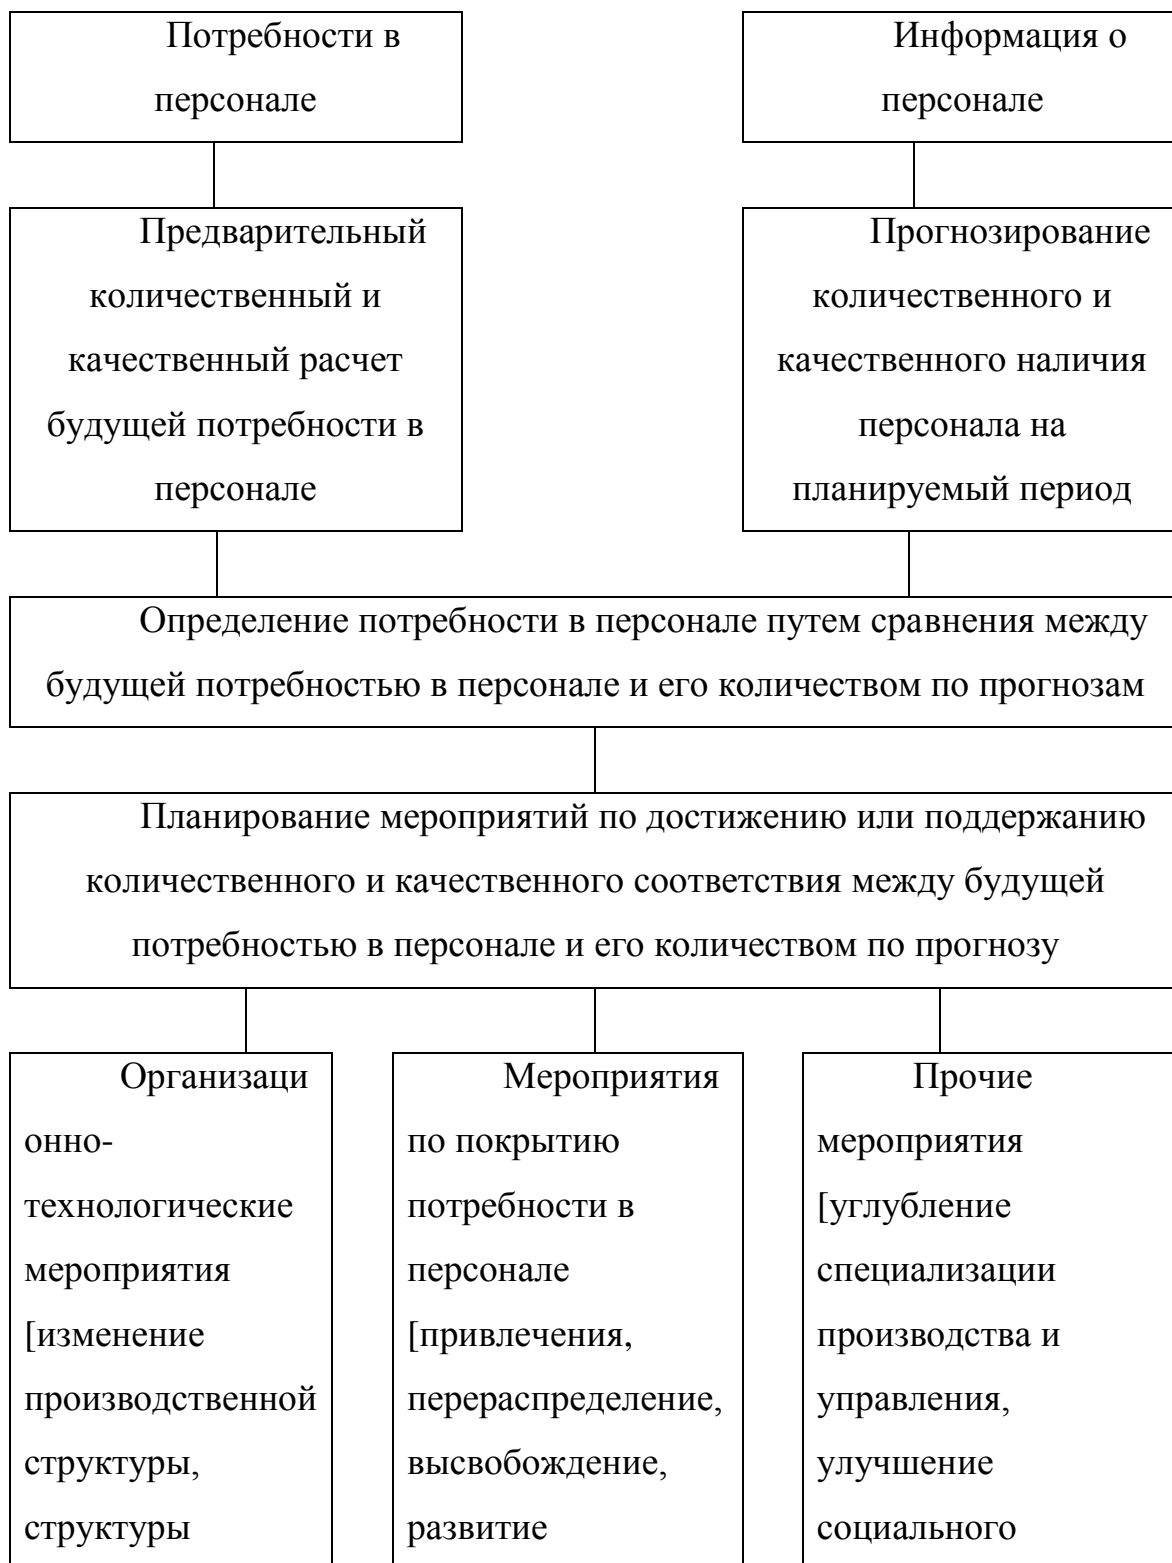 Потребности в
персонале
Информация о
персонале
Предварительный
количественный и
качественный расчет
будущей потребности в
персонале
Прогнозирование
количественного и
качественного наличия
персонала на
планируемый период
Определение потребности в персонале путем сравнения между
будущей потребностью в персонале и его количеством по прогнозам
Планирование мероприятий по достижению или поддержанию
количественного и качественного соответствия между будущей
потребностью в персонале и его количеством по прогнозу
Организаци
онно-
технологические
мероприятия
[изменение
производственной
структуры,
структуры
Мероприятия
по покрытию
потребности в
персонале
[привлечения,
перераспределение,
высвобождение,
развитие
Прочие
мероприятия
[углубление
специализации
производства и
управления,
улучшение
социального